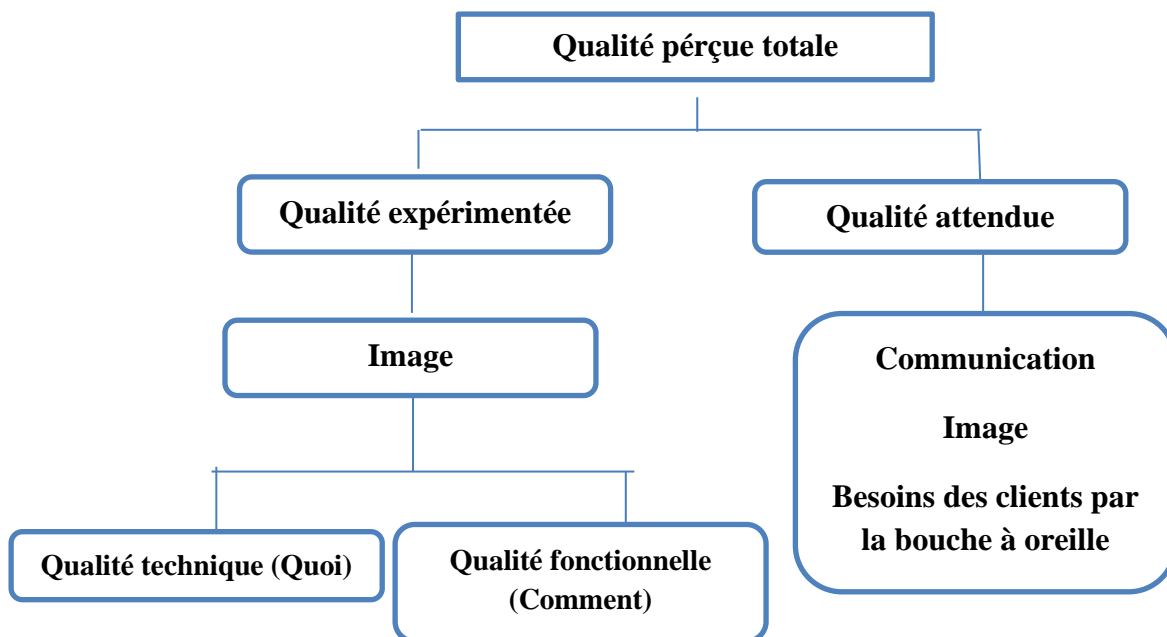 Qualité pérçue totale
Qualité expérimentée
Qualité attendue
Image
Communication
Image
Besoins des clients par
la bouche à oreille
Qualité technique (Quoi)
Qualité fonctionnelle
(Comment)